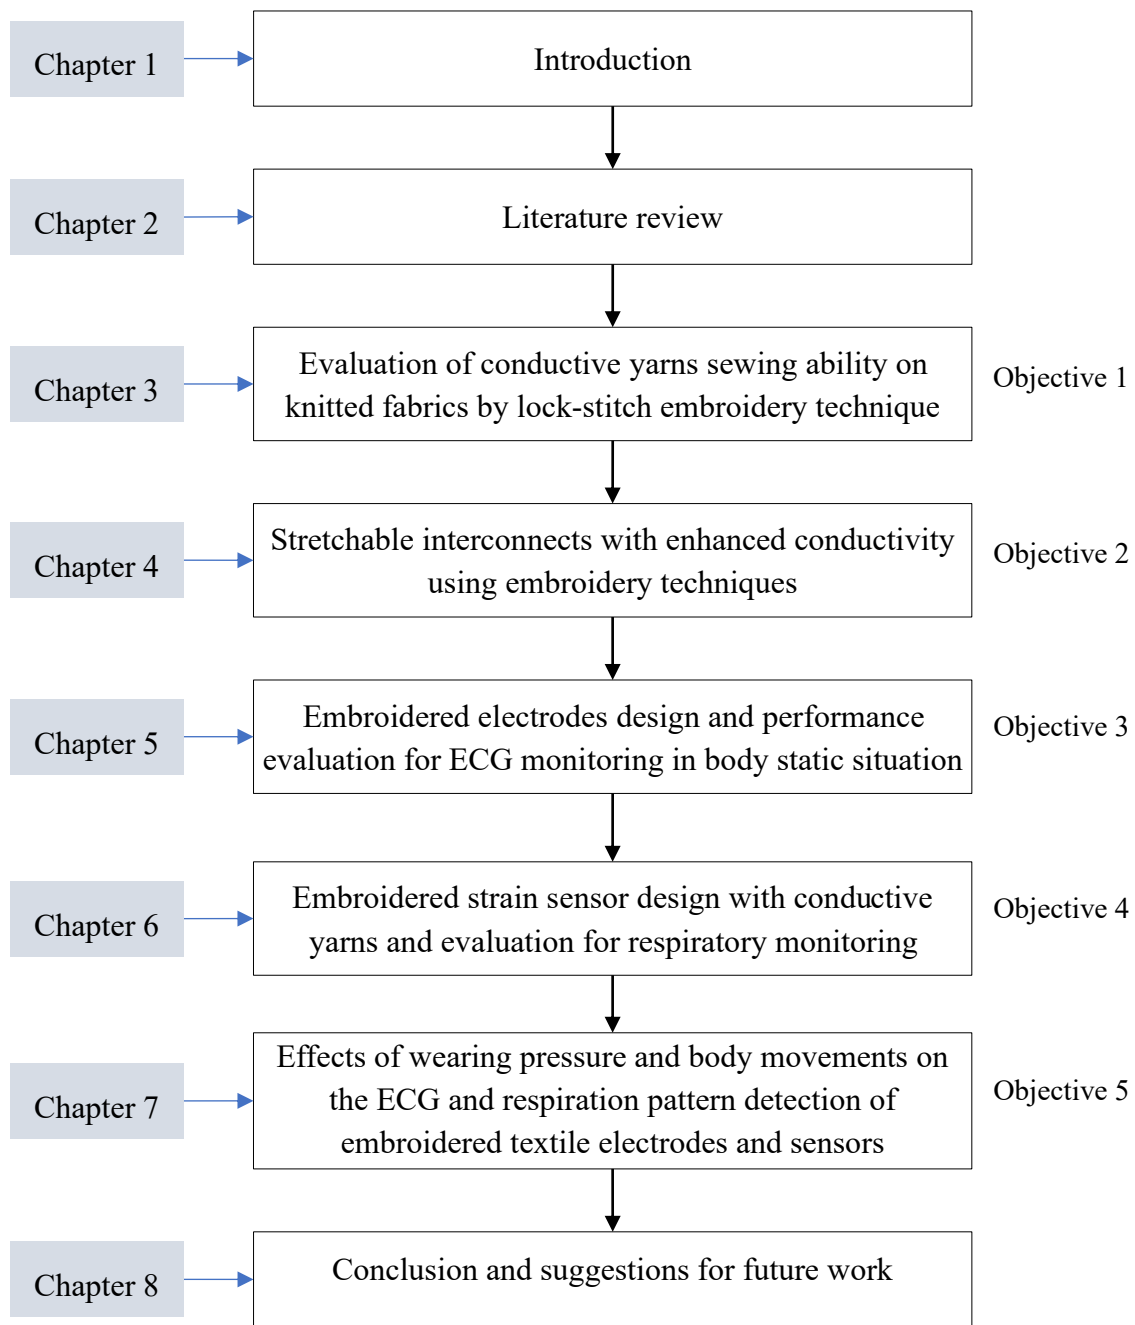 Chapter 1
Introduction
Chapter 2
Literature review
Chapter 3
Evaluation of conductive yarns sewing ability on
knitted fabrics by lock-stitch embroidery technique
Objective 1
Chapter 4
Stretchable interconnects with enhanced conductivity
using embroidery techniques
Objective 2
Chapter 5
Embroidered electrodes design and performance
evaluation for ECG monitoring in body static situation
Objective 3
Chapter 6
Embroidered strain sensor design with conductive
yarns and evaluation for respiratory monitoring
Objective 4
Chapter 7
Effects of wearing pressure and body movements on
the ECG and respiration pattern detection of
embroidered textile electrodes and sensors
Objective 5
Chapter 8
Conclusion and suggestions for future work